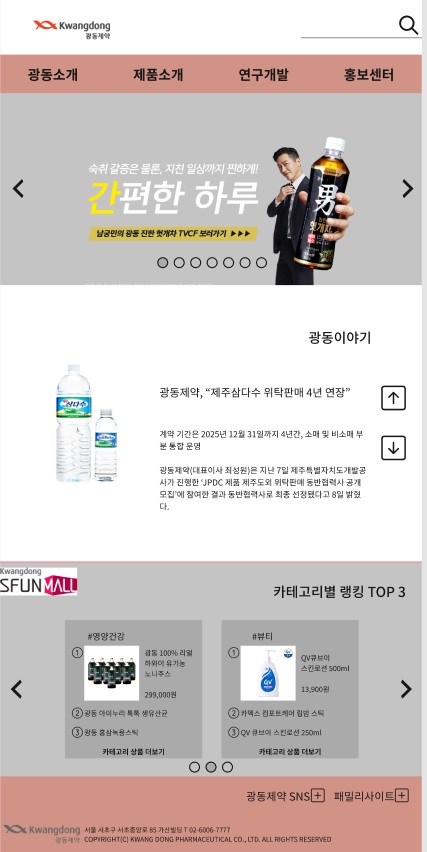 Kwangdong
광동제약
광동소개 제품소개 연구개발 홍보센터
숙취 갈증은 물론, 지친 일상까지 찐하게!
간편한 하루
남궁민의 광동 진한 헛개차 TVCF 보러가기 ▶▶▶
男
헛개차
광동이야기
삼다수
광동제약, “제주삼다수 위탁판매 4년 연장”
계약 기간은 2025년 12월 31일까지 4년간, 소매 및 비소매 부
분 통합 운영
광동제약(대표이사 최성원)은 지난 7일 제주특별자치도개발공
사가 진행한 ‘JPDC 제품 제주도외 위탁판매 동반협력사 공개
모집’에 참여한 결과 동반협력사로 최종 선정됐다고 8일 밝혔
다.
Kwangdong
SFUNMALL
카테고리별 랭킹 TOP 3
#영양건강
① 광동 100% 리얼
하와이 유기농
노니주스
299,000원
② 광동 아이누리 톡톡 생유산균
③ 광동 홍삼녹용스틱
카테고리 상품 더보기
#뷰티
① QV큐브이
스킨로션 500ml
QV
13,900원
② 카멕스 컴포트케어 립밤 스틱
③ QV 큐브이 스킨로션 250ml
카테고리 상품 더보기
광동제약 SNS 패밀리사이트
Kwangdong
광동제약
서울 서초구 서초중앙로 85 가산빌딩 T 02-6006-7777
COPYRIGHT(C) KWANG DONG PHARMACEUTICAL CO., LTD. ALL RIGHTS RESERVED